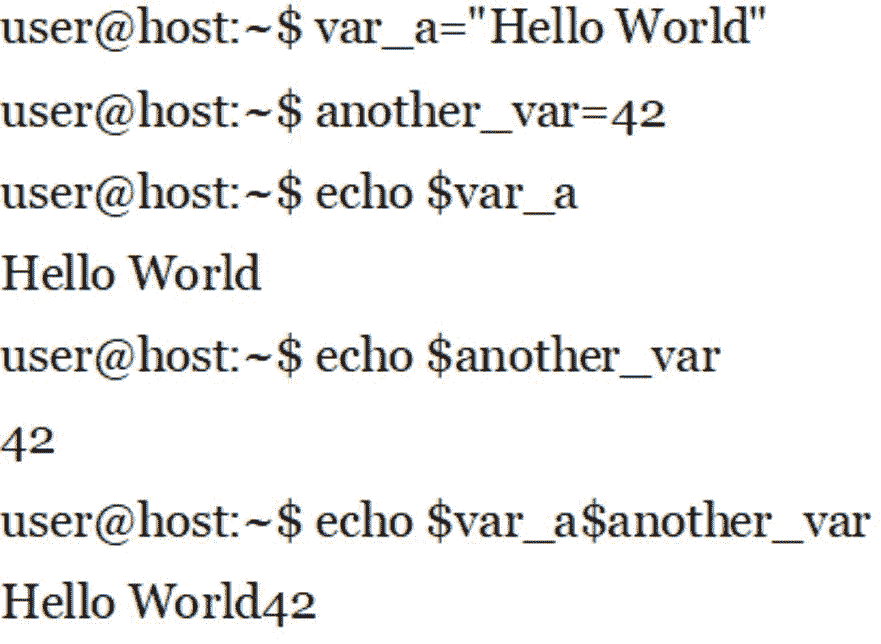 user@host:~$ var_a="Hello World"
user@host:~$ another_var=42
user@host:~$ echo $var_a
Hello World
user@host:~$ echo $another_var
42
user@host:~$ echo $var_a$another_var
Hello World42